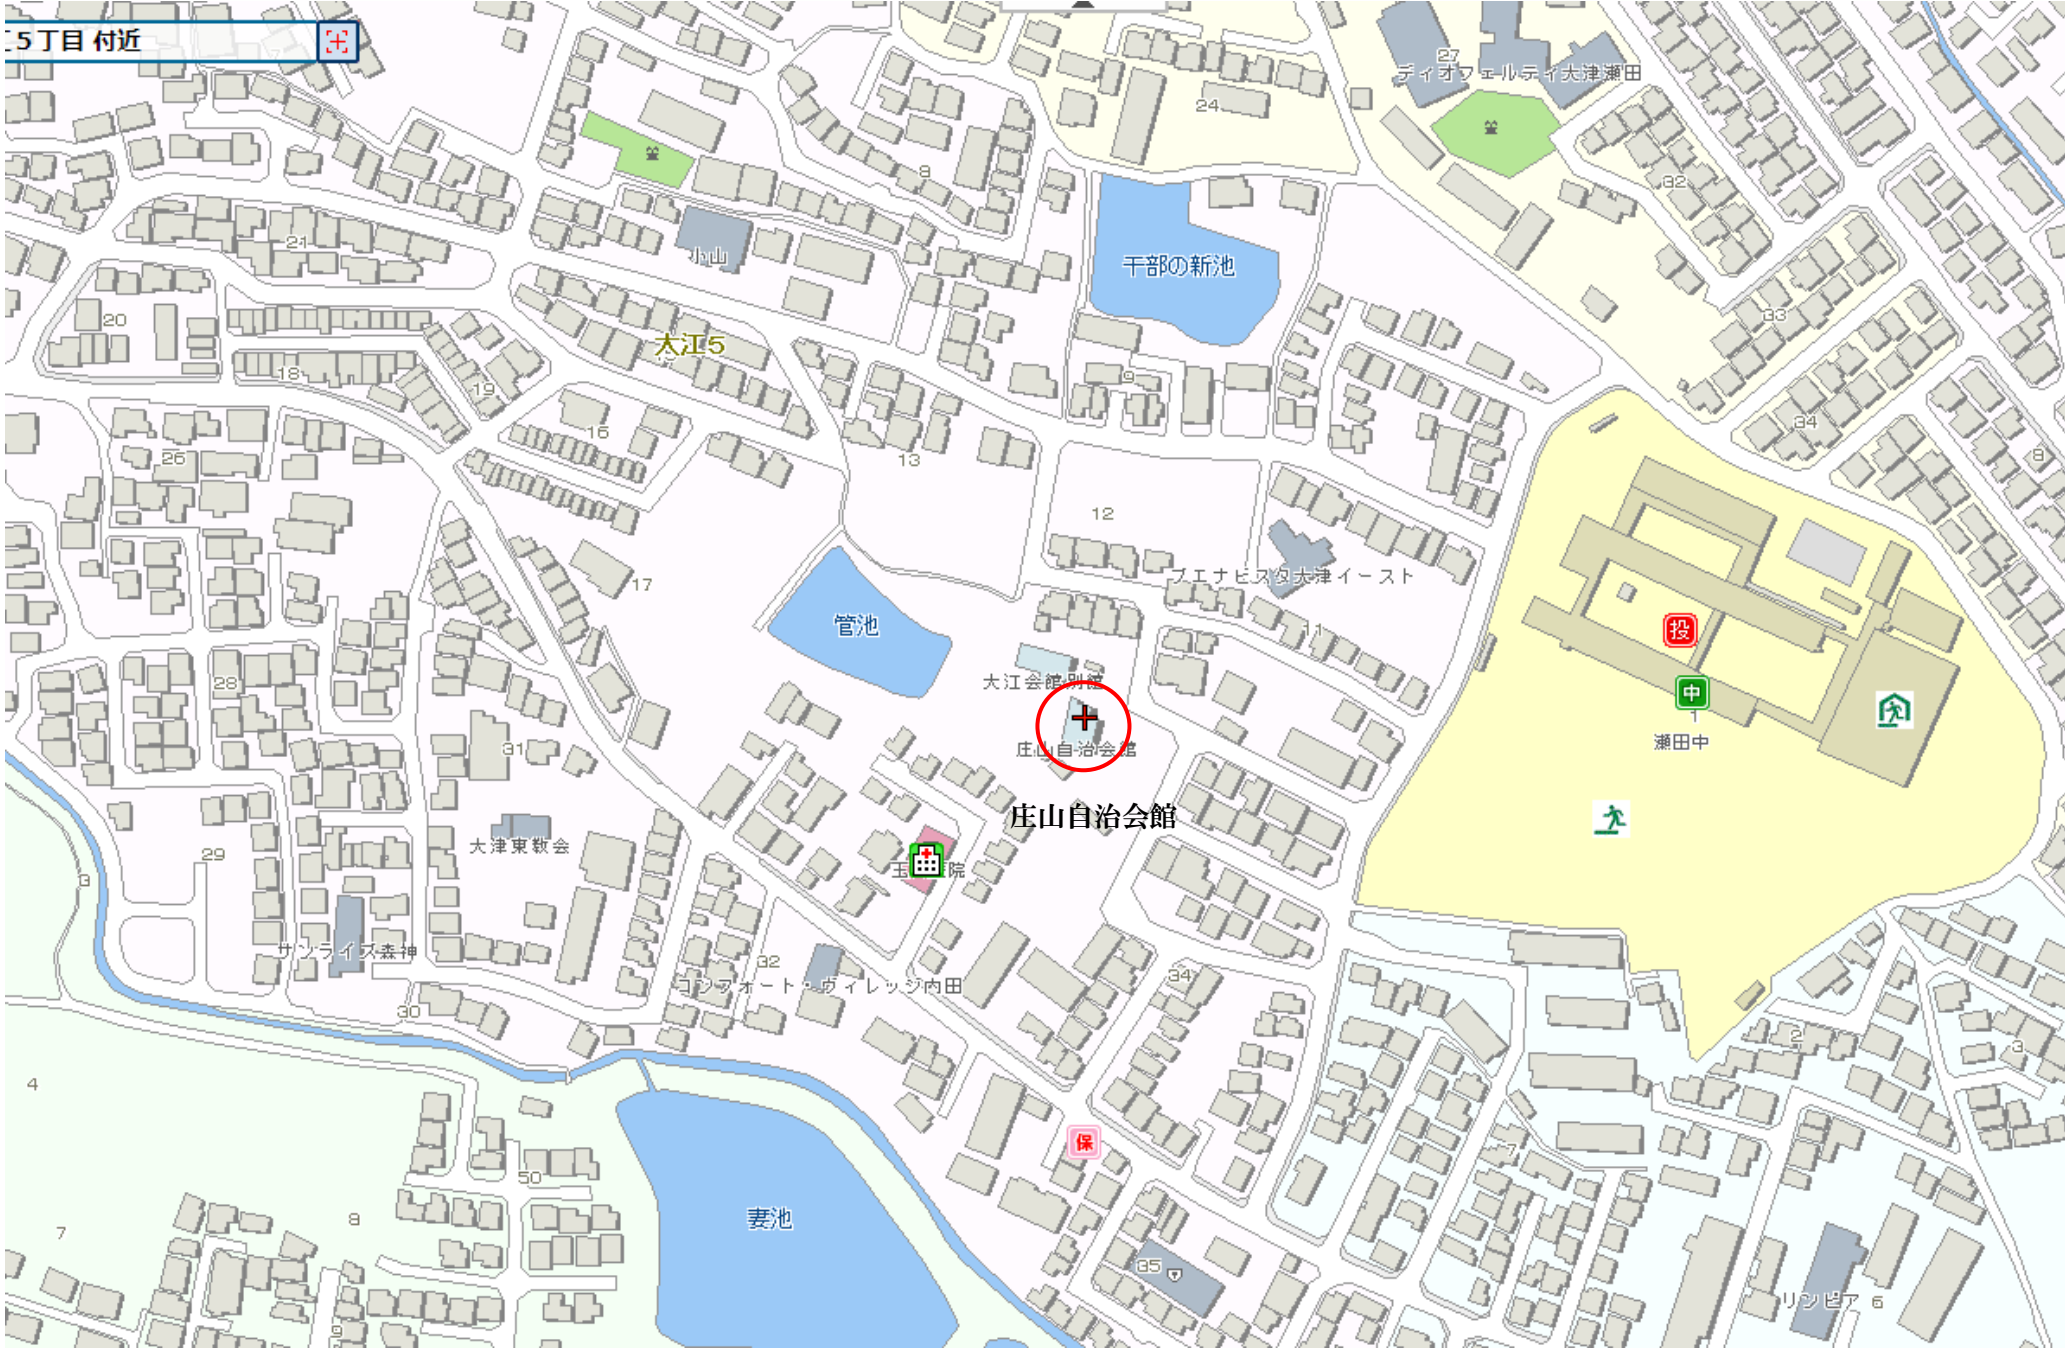 ５丁目 付近
27
ディオフェルティ大津瀬田
24
32
8
小山
21
干部の新池
20
大江５
33
18
19
9
16
34
26
13
8
12
17
ブエナビスタ大津イースト
管池
11
投
大江会館別館
28
中
1
瀬田中
31
庄山自治会館
庄山自治会館
大津東教会
29
3
院
サンライズ森神
32
34
コンフォート・ヴィレッジ内田
30
2
3
4
保
7
50
妻池
8
7
35
リンピア 6
9